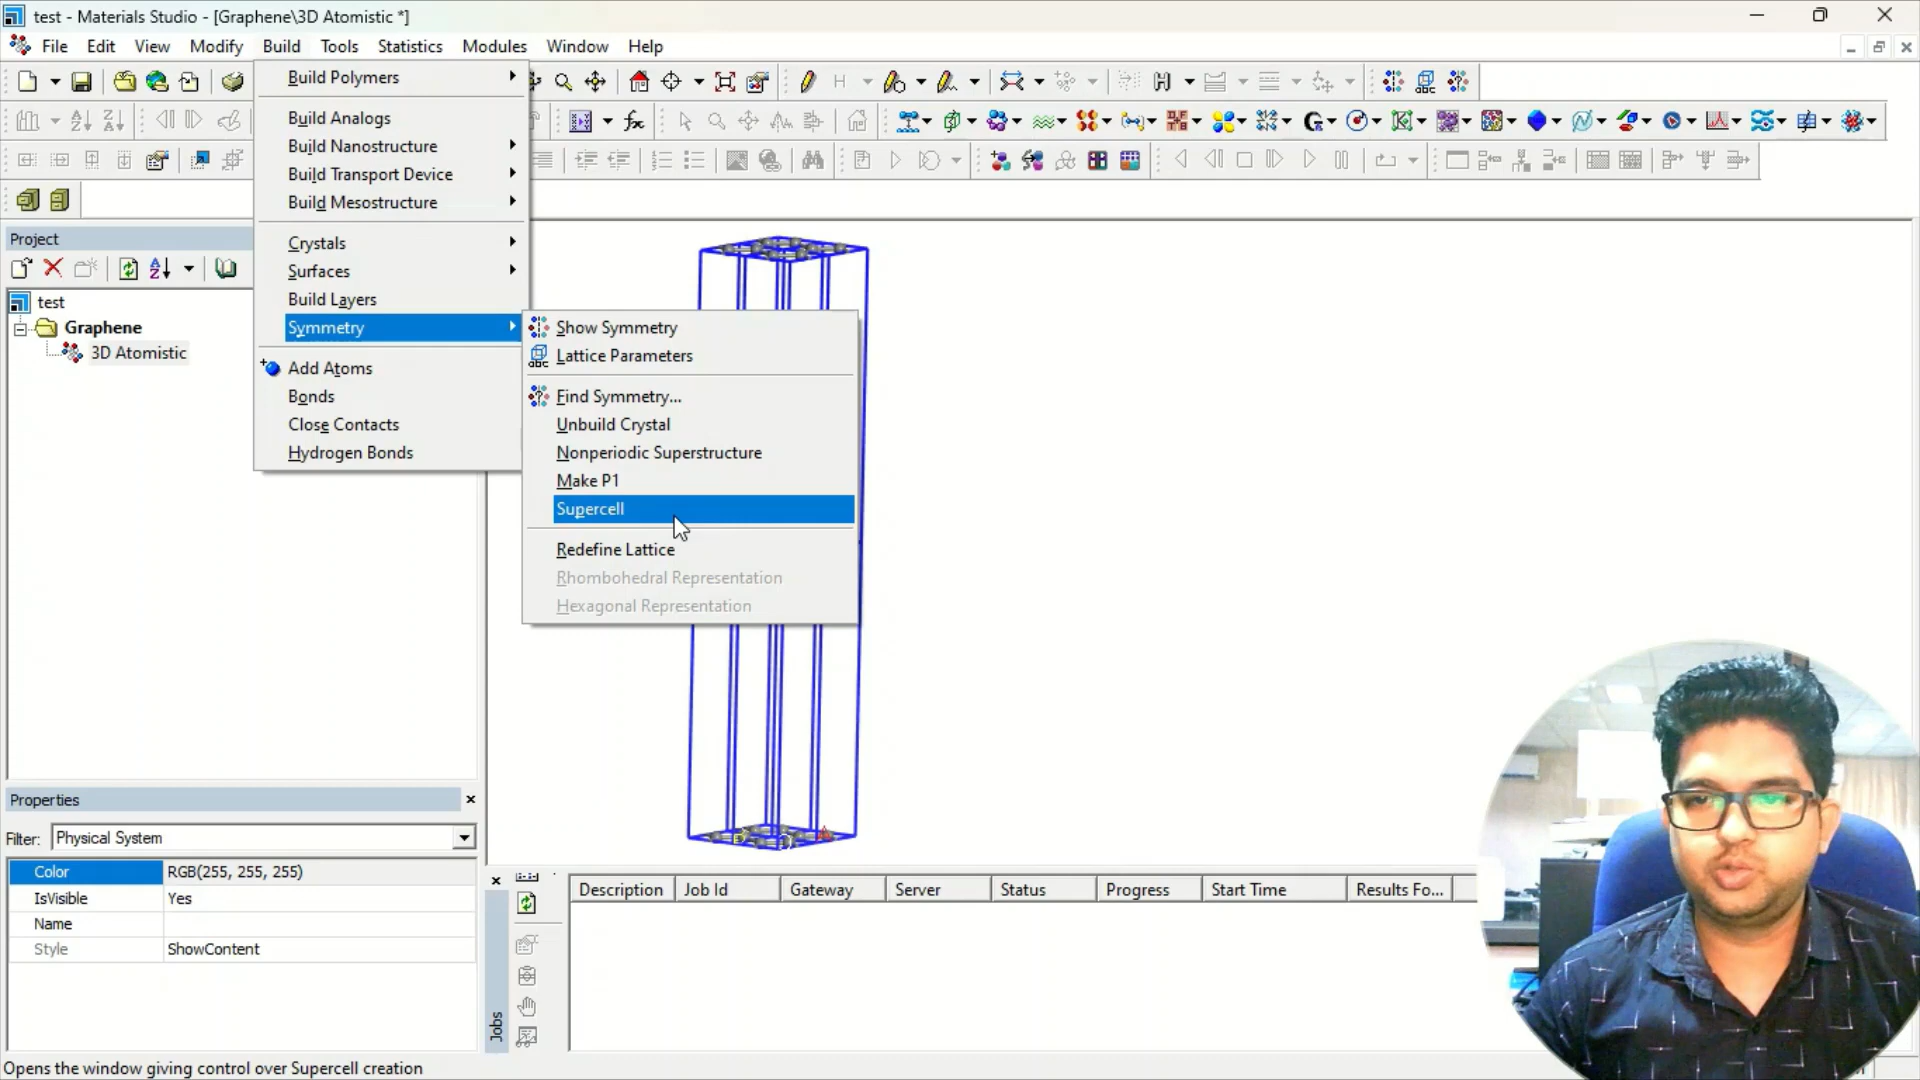 test - Materials Studio - [Graphene\3D Atomistic *]
File Edit View Modify Build Tools Statistics Modules Window Help
Build Polymers
Build Analogs
Build Nanostructure
Build Transport Device
Build Mesostructure
Crystals
Surfaces
Build Layers
Symmetry
Add Atoms
Bonds
Close Contacts
Hydrogen Bonds
Show Symmetry
Lattice Parameters
Find Symmetry...
Unbuild Crystal
Nonperiodic Superstructure
Make P1
Supercell
Redefine Lattice
Rhombohedral Representation
Hexagonal Representation
Project
test
Graphene
3D Atomistic
Properties
Filter: Physical System
Color RGB(255, 255, 255)
IsVisible Yes
Name
Style ShowContent
Jobs
Description Job Id Gateway Server Status Progress Start Time Results Fo...
Opens the window giving control over Supercell creation